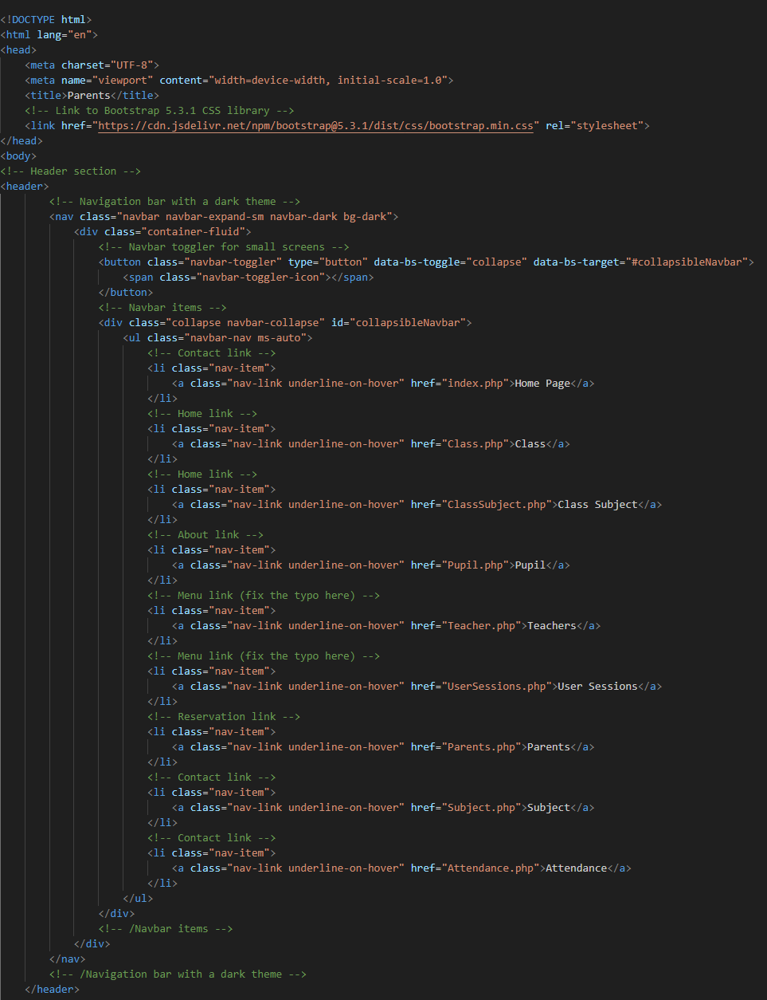 <!DOCTYPE html>
<html lang="en">
<head>
    <meta charset="UTF-8">
    <meta name="viewport" content="width=device-width, initial-scale=1.0">
    <title>Parents</title>
    <!-- Link to Bootstrap 5.3.1 CSS library -->
    <link href="https://cdn.jsdelivr.net/npm/bootstrap@5.3.1/dist/css/bootstrap.min.css" rel="stylesheet">
</head>
<body>
<!-- Header section -->
<header>
        <!-- Navigation bar with a dark theme -->
        <nav class="navbar navbar-expand-sm navbar-dark bg-dark">
            <div class="container-fluid">
                <!-- Navbar toggler for small screens -->
                <button class="navbar-toggler" type="button" data-bs-toggle="collapse" data-bs-target="#collapsibleNavbar">
                    <span class="navbar-toggler-icon"></span>
                </button>
                <!-- Navbar items -->
                <div class="collapse navbar-collapse" id="collapsibleNavbar">
                    <ul class="navbar-nav ms-auto">
                        <!-- Contact link -->
                        <li class="nav-item">
                            <a class="nav-link underline-on-hover" href="index.php">Home Page</a>
                        </li>
                        <!-- Home link -->
                        <li class="nav-item">
                            <a class="nav-link underline-on-hover" href="Class.php">Class</a>
                        </li>
                        <!-- Home link -->
                        <li class="nav-item">
                            <a class="nav-link underline-on-hover" href="ClassSubject.php">Class Subject</a>
                        </li>
                        <!-- About link -->
                        <li class="nav-item">
                            <a class="nav-link underline-on-hover" href="Pupil.php">Pupil</a>
                        </li>
                        <!-- Menu link (fix the typo here) -->
                        <li class="nav-item">
                            <a class="nav-link underline-on-hover" href="Teacher.php">Teachers</a>
                        </li>
                        <!-- Menu link (fix the typo here) -->
                        <li class="nav-item">
                            <a class="nav-link underline-on-hover" href="UserSessions.php">User Sessions</a>
                        </li>
                        <!-- Reservation link -->
                        <li class="nav-item">
                            <a class="nav-link underline-on-hover" href="Parents.php">Parents</a>
                        </li>
                        <!-- Contact link -->
                        <li class="nav-item">
                            <a class="nav-link underline-on-hover" href="Subject.php">Subject</a>
                        </li>
                        <!-- Contact link -->
                        <li class="nav-item">
                            <a class="nav-link underline-on-hover" href="Attendance.php">Attendance</a>
                        </li>
                    </ul>
                </div>
                <!-- /Navbar items -->
            </div>
        </nav>
        <!-- /Navigation bar with a dark theme -->
    </header>